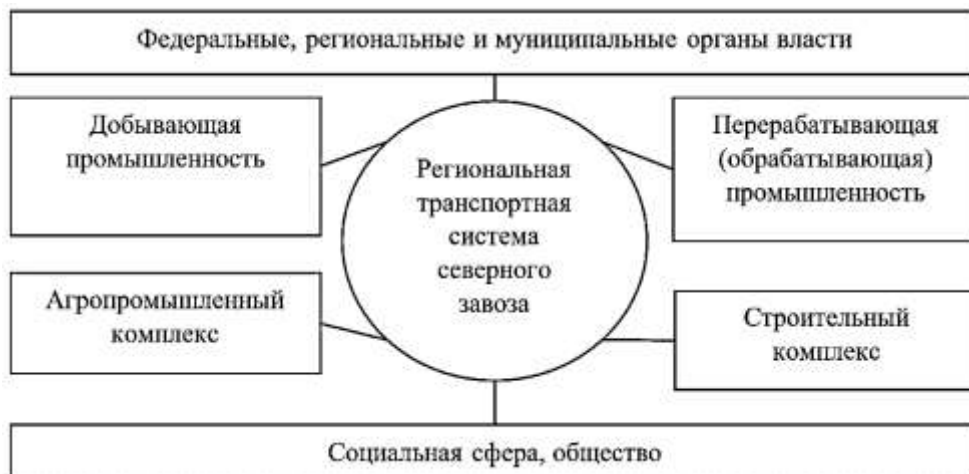 Федеральные, региональные и муниципальные органы власти
Добывающая
промышленность
Перерабатывающая
(обрабатывающая)
промышленность
Региональная
транспортная
система
северного
завоза
Агропромышленный
комплекс
Строительный
комплекс
Социальная сфера, общество